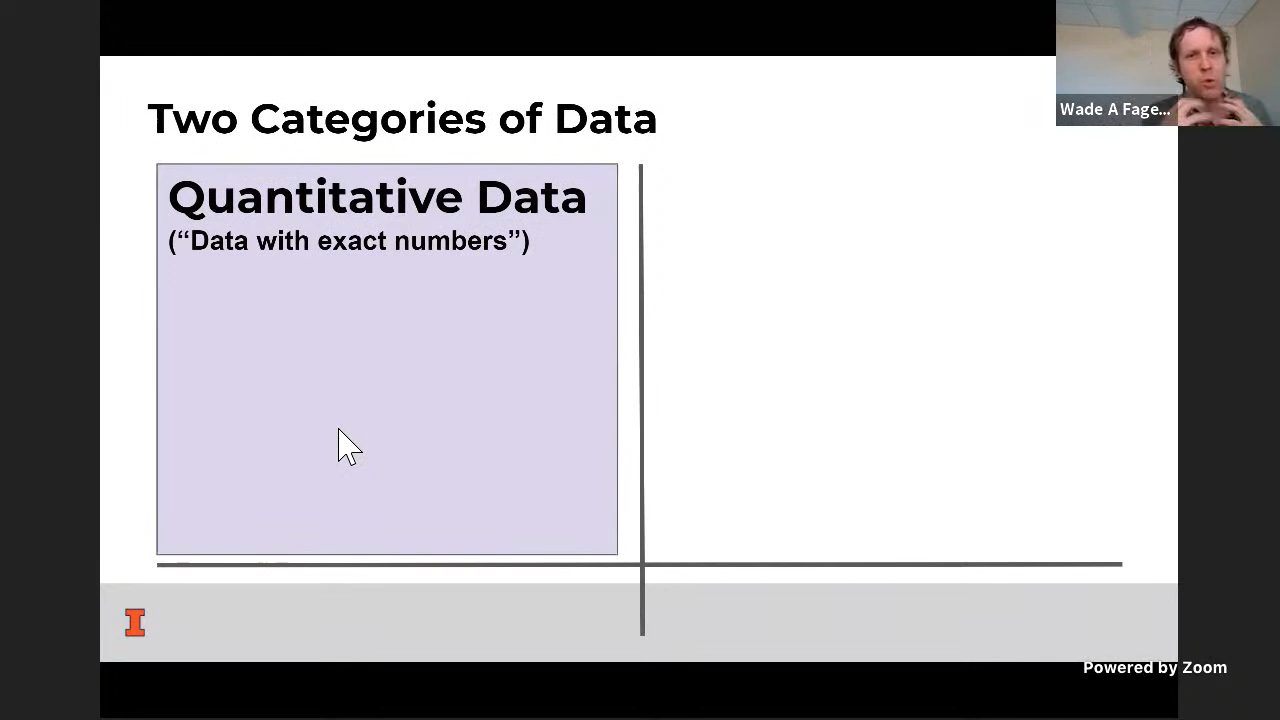 Two Categories of Data
Wade A Fage...
Quantitative Data
(“Data with exact numbers”)
I
Powered by Zoom